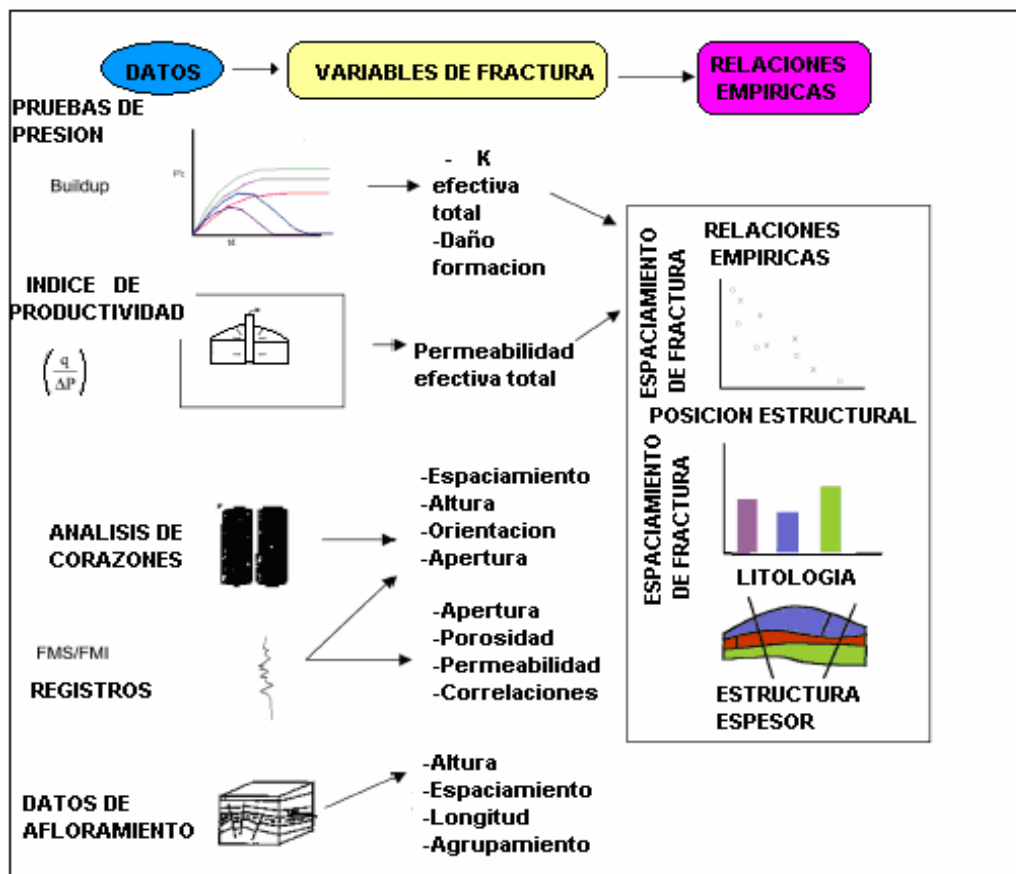 DATOS
VARIABLES DE FRACTURA
RELACIONES
EMPIRICAS
PRUEBAS DE
PRESION
Buildup
- K
efectiva
total
-Daño
formacion
INDICE DE
PRODUCTIVIDAD
(q/ΔP)
Permeabilidad
efectiva total
ANALISIS DE
CORAZONES
-Espaciamiento
-Altura
-Orientacion
-Apertura
FMS/FMI
REGISTROS
-Apertura
-Porosidad
-Permeabilidad
-Correlaciones
DATOS DE
AFLORAMIENTO
-Altura
-Espaciamiento
-Longitud
-Agrupamiento
RELACIONES
EMPIRICAS
ESPACIAMIENTO
DE FRACTURA
POSICION ESTRUCTURAL
ESPACIAMIENTO
DE FRACTURA
LITOLOGIA
ESTRUCTURA
ESPESOR